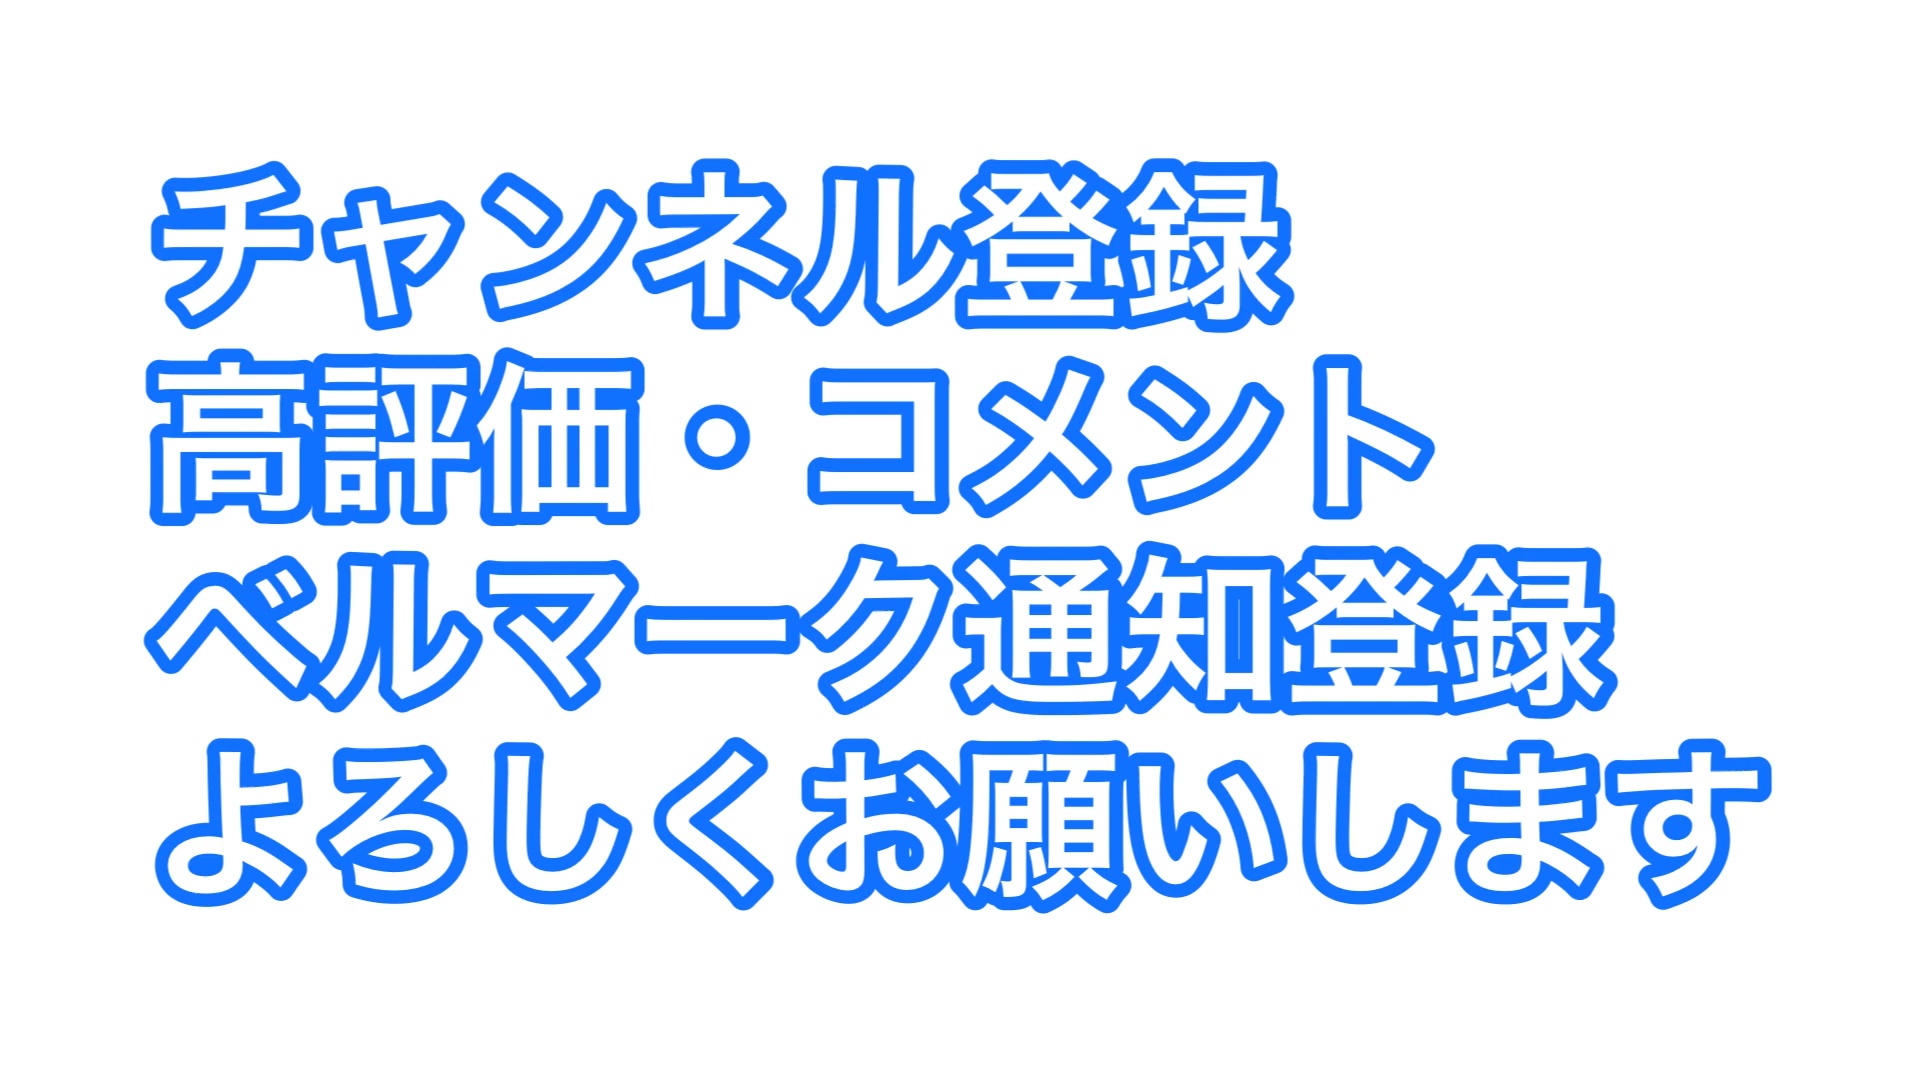 チャンネル登録
高評価・コメント
ベルマーク通知登録
よろしくお願いします